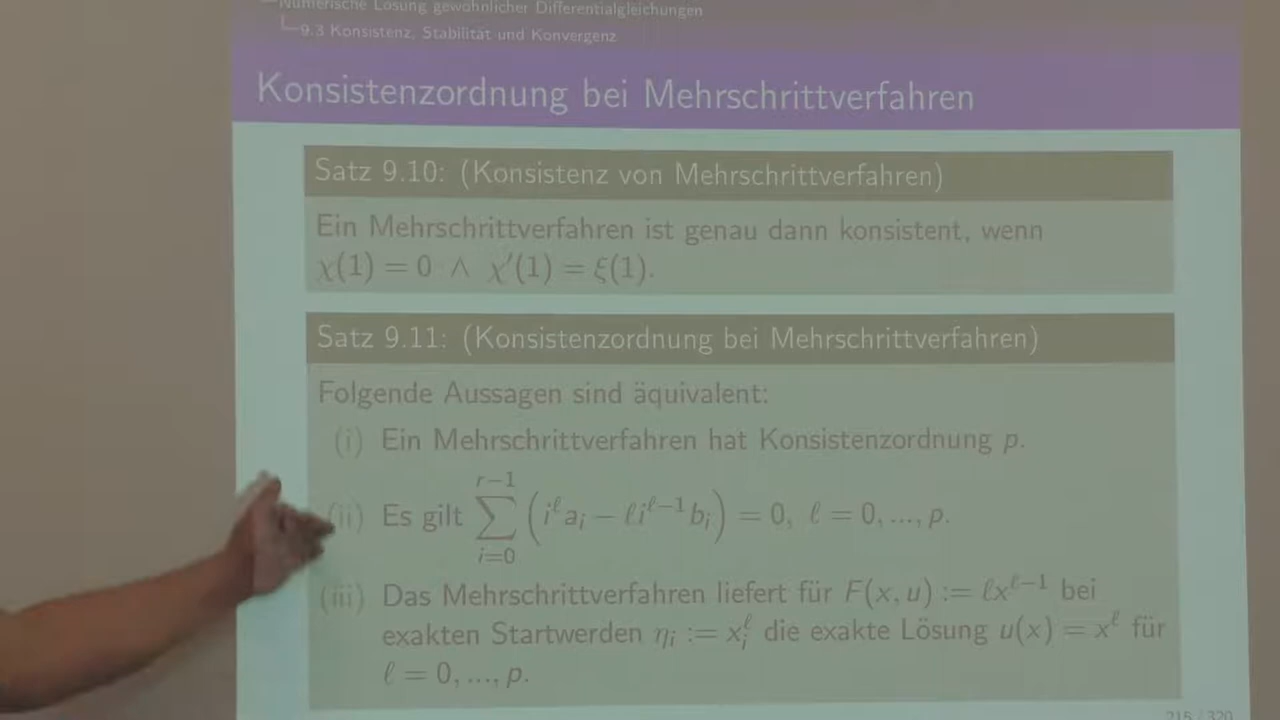 Numerische Lösung gewöhnlicher Differentialgleichungen
9.3 Konsistenz, Stabilität und Konvergenz
Konsistenzordnung bei Mehrschrittverfahren
Satz 9.10: (Konsistenz von Mehrschrittverfahren)
Ein Mehrschrittverfahren ist genau dann konsistent, wenn
χ(1) = 0 ∧ χ′(1) = ξ(1).
Satz 9.11: (Konsistenzordnung bei Mehrschrittverfahren)
Folgende Aussagen sind äquivalent:
(i) Ein Mehrschrittverfahren hat Konsistenzordnung p.
(ii) Es gilt ∑_{i=0}^{r−1} (i^ℓ a_i − ℓi^{ℓ−1} b_i) = 0, ℓ = 0, ..., p.
(iii) Das Mehrschrittverfahren liefert für F(x, u) := ℓx^{ℓ−1} bei
exakten Startwerden η_i := x_i^ℓ die exakte Lösung u(x) = x^ℓ für
ℓ = 0, ..., p.
215 / 320